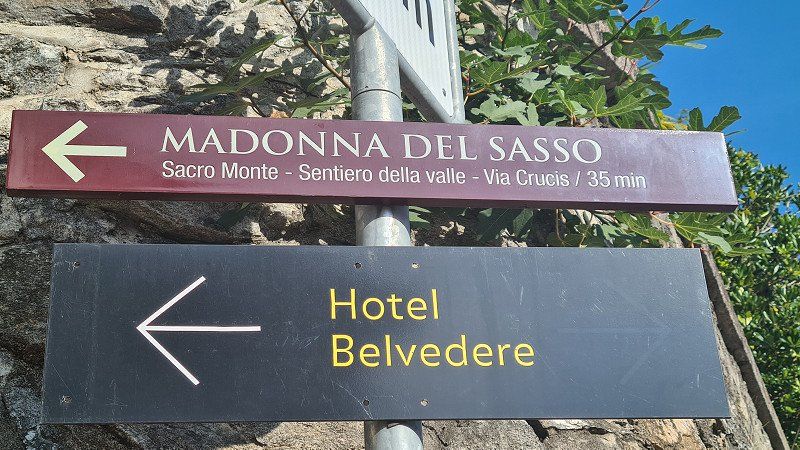 MADONNA DEL SASSO
Sacro Monte - Sentiero della valle - Via Crucis / 35 min
Hotel
Belvedere